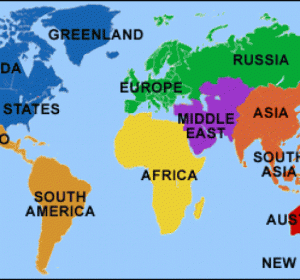 GREENLAND
DA
RUSSIA
EUROPE
STATES
ASIA
MIDDLE
EAST
O
SOUTH
ASIA
AFRICA
SOUTH
AMERICA
AUS
NEW